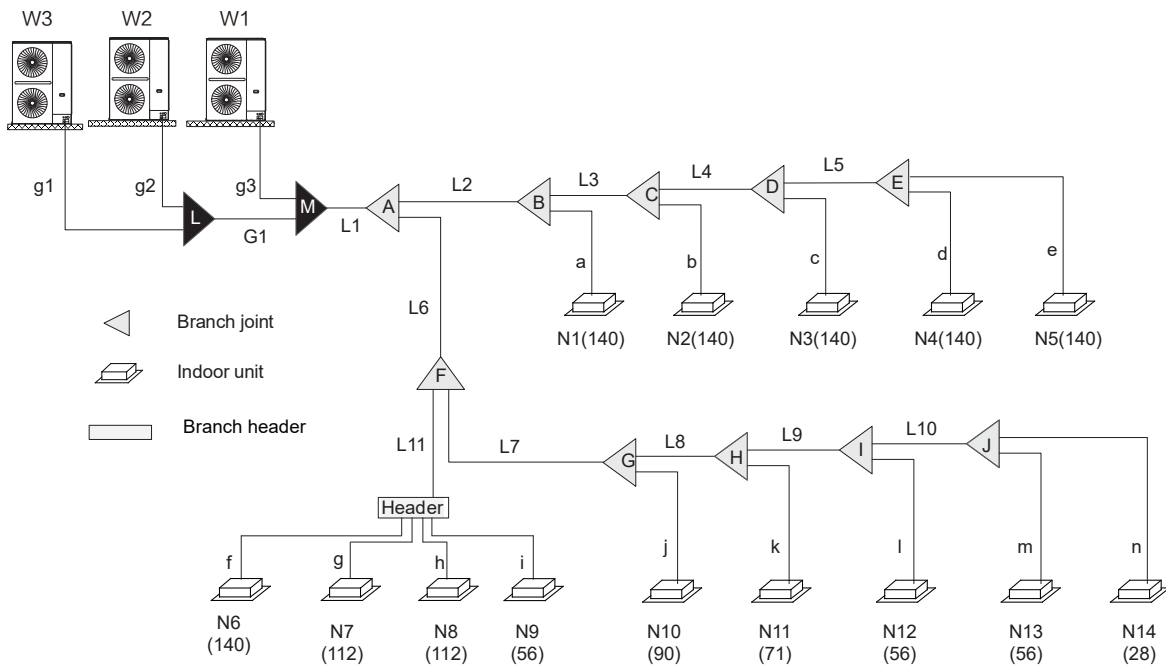 W3 W2 W1
g1 g2 g3
L M A
G1 L1
L2 B L3 C L4 D L5 E
a b c d e
N1(140) N2(140) N3(140) N4(140) N5(140)
L6
Branch joint
Indoor unit
Branch header
F
L11 L7 G L8 H L9 I L10 J
Header
f g h i j k l m n
N6 N7 N8 N9 N10 N11 N12 N13 N14
(140) (112) (112) (56) (90) (71) (56) (56) (28)